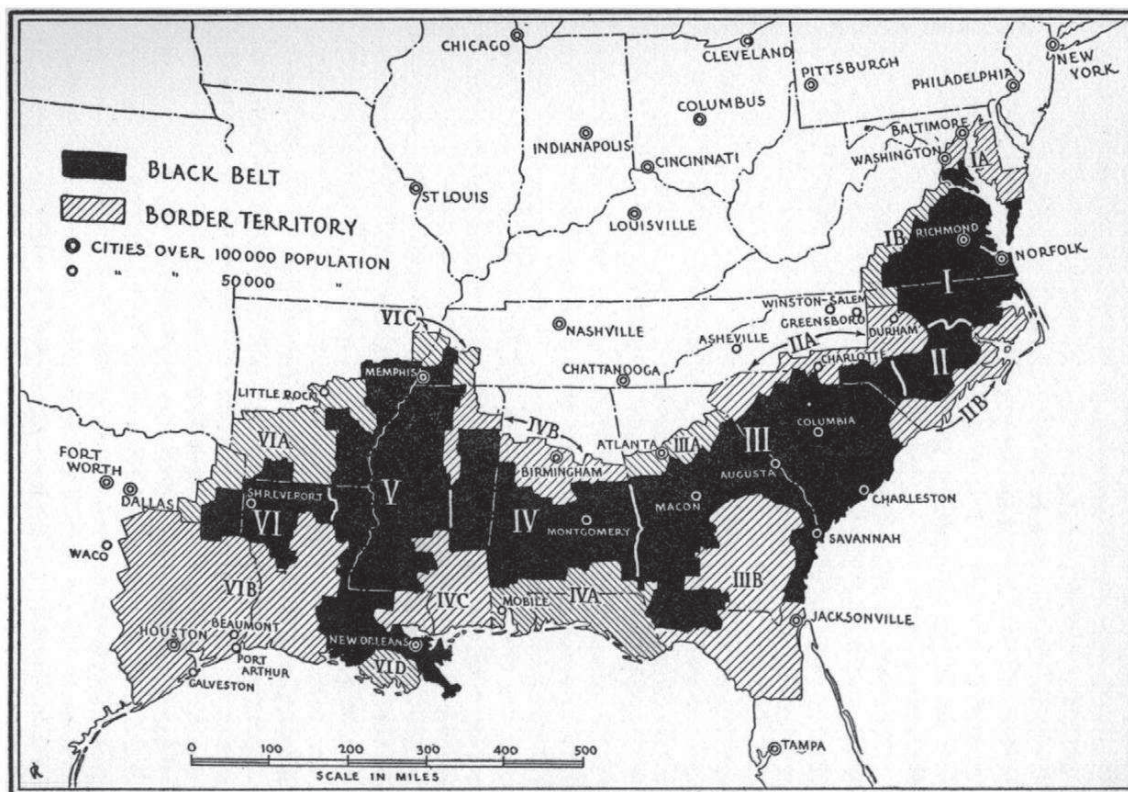 CHICAGO
CLEVELAND
NEW
YORK
PITTSBURGH
PHILADELPHIA
COLUMBUS
BALTIMORE
INDIANAPOLIS
CINCINNATI
WASHINGTON
IA
BLACK BELT
ST LOUIS
BORDER TERRITORY
LOUISVILLE
CITIES OVER 100000 POPULATION
" " 50000 "
IB
RICHMOND
NORFOLK
I
VIC
NASHVILLE
WINSTON-SALEM
GREENSBORO
DURHAM
ASHEVILLE
IIA
CHARLOTTE
II
IIB
MEMPHIS
CHATTANOOGA
LITTLE ROCK
IVB
ATLANTA
IIIA
III
COLUMBIA
VIA
BIRMINGHAM
AUGUSTA
FORT
WORTH
DALLAS
SHREVEPORT
V
VI
IV
MACON
CHARLESTON
MONTGOMERY
SAVANNAH
WACO
VIB
IVC
MOBILE
IVA
IIIB
JACKSONVILLE
HOUSTON
BEAUMONT
NEW ORLEANS
PORT
ARTHUR
VID
GALVESTON
TAMPA
0 100 200 300 400 500
SCALE IN MILES